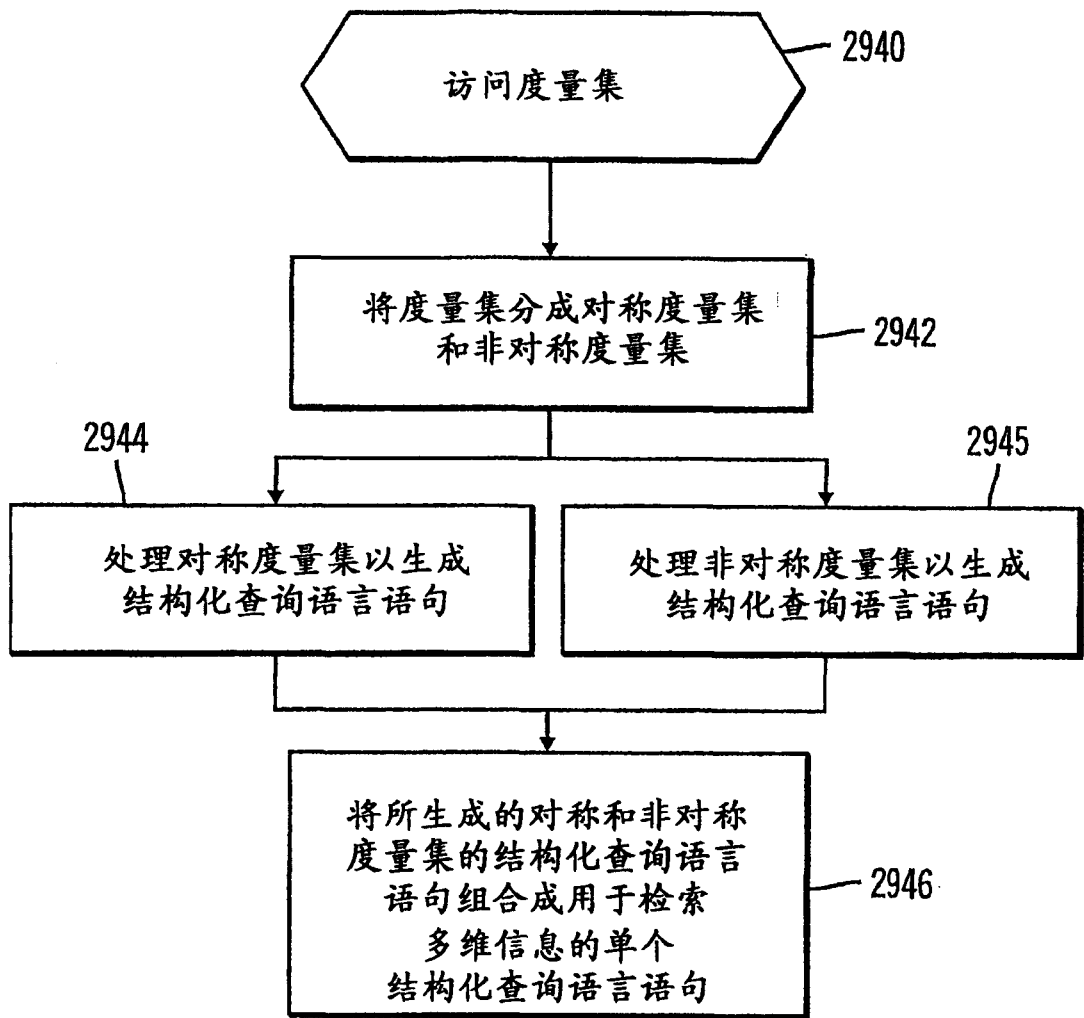 2940
访问度量集
将度量集分成对称度量集
和非对称度量集
2942
2944
2945
处理对称度量集以生成
结构化查询语言语句
处理非对称度量集以生成
结构化查询语言语句
将所生成的对称和非对称
度量集的结构化查询语言
语句组合成用于检索
多维信息的单个
结构化查询语言语句
2946